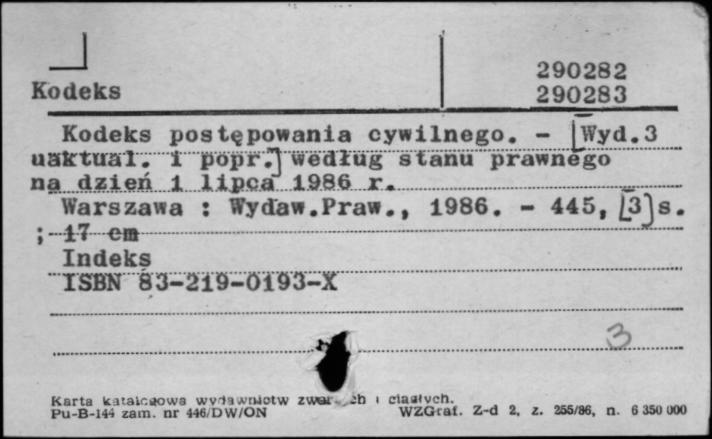 290282
Kodeks 290283
Kodeks postępowania cywilnego. - [Wyd.3
uaktual. i popr.] według stanu prawnego
na dzień 1 lipca 1986 r.
Warszawa : Wydaw.Praw., 1986. - 445, [3] s.
; 17 cm
Indeks
ISBN 83-219-0193-X
3
Karta katalogowa wydawnictw i ciągłych.
Pu-B-144 zam. nr 446/DW/ON WZGraf. Z-d 2, z. 255/86, n. 6 350 000